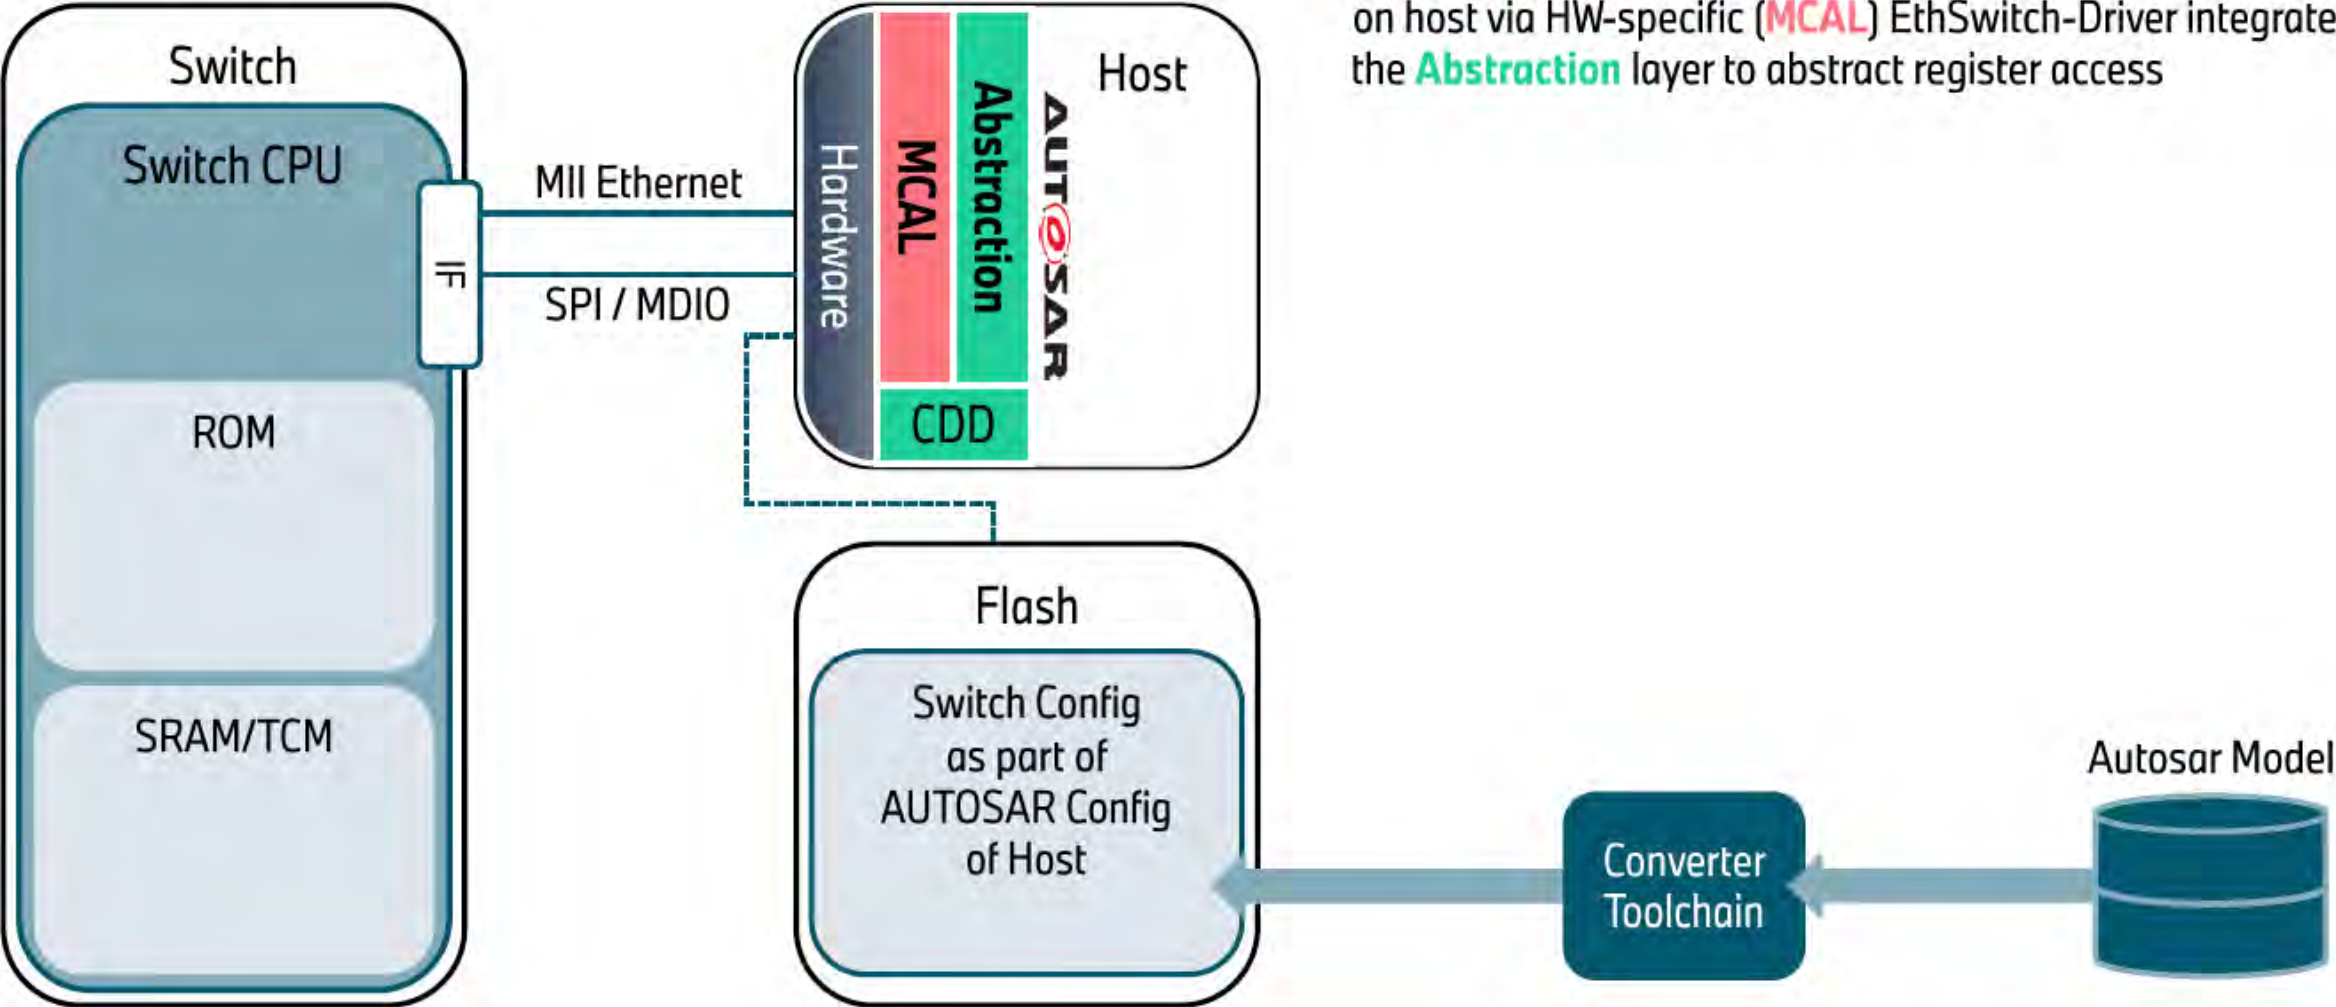 on host via HW-specific (MCAL) EthSwitch-Driver integrate
the Abstraction layer to abstract register access
Switch
Switch CPU
IF
ROM
SRAM/TCM
MII Ethernet
SPI / MDIO
Host
Hardware
MCAL
Abstraction
AUTOSAR
CDD
Flash
Switch Config
as part of
AUTOSAR Config
of Host
Converter
Toolchain
Autosar Model